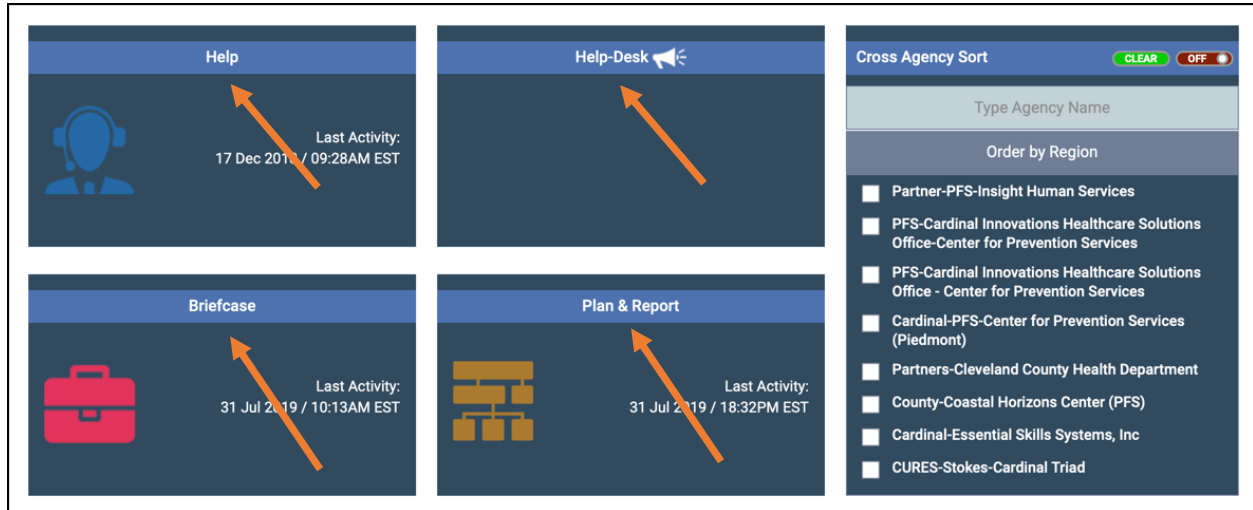 Help
Last Activity:
17 Dec 2018 / 09:28AM EST
Help-Desk
Briefcase
Last Activity:
31 Jul 2019 / 10:13AM EST
Plan & Report
Last Activity:
31 Jul 2019 / 18:32PM EST
Cross Agency Sort
CLEAR
OFF
Type Agency Name
Order by Region
Partner-PFS-Insight Human Services
PFS-Cardinal Innovations Healthcare Solutions
Office-Center for Prevention Services
PFS-Cardinal Innovations Healthcare Solutions
Office - Center for Prevention Services
Cardinal-PFS-Center for Prevention Services
(Piedmont)
Partners-Cleveland County Health Department
County-Coastal Horizons Center (PFS)
Cardinal-Essential Skills Systems, Inc
CURES-Stokes-Cardinal Triad